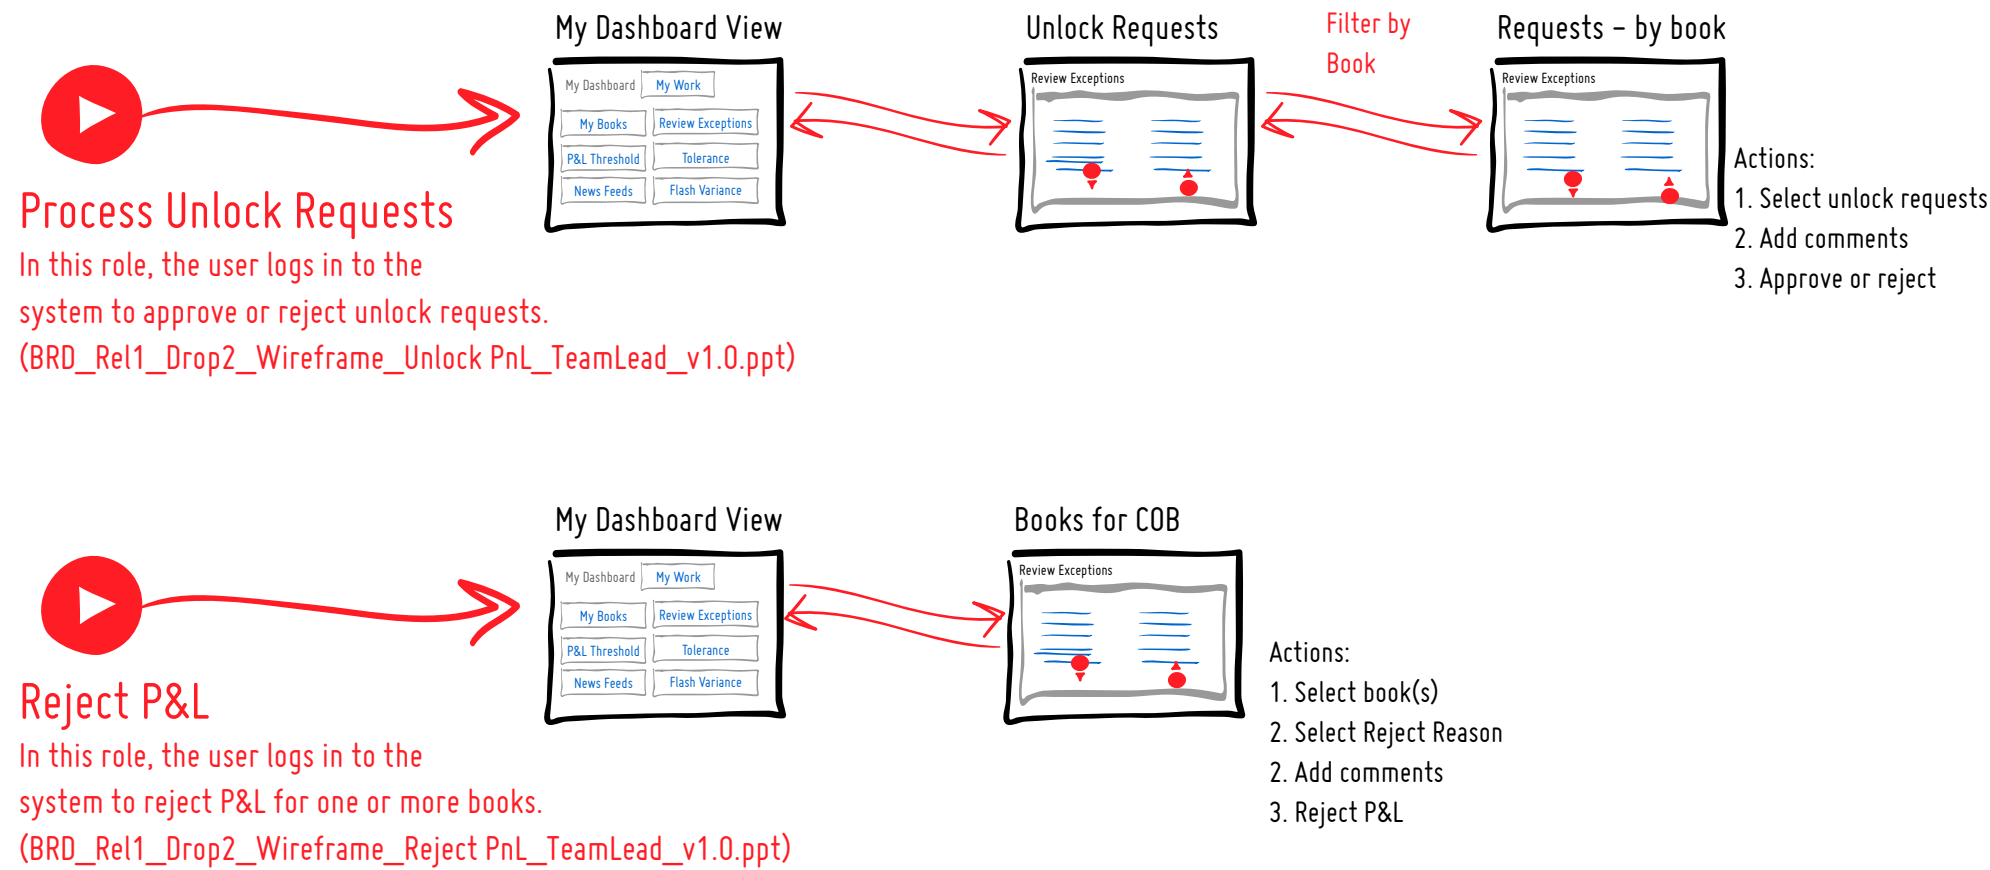 My Dashboard View
Unlock Requests
Filter by
Book
Requests - by book
My Dashboard
My Work
My Books
Review Exceptions
P&L Threshold
Tolerance
News Feeds
Flash Variance
Review Exceptions
Review Exceptions
Actions:
1. Select unlock requests
2. Add comments
3. Approve or reject
Process Unlock Requests
In this role, the user logs in to the
system to approve or reject unlock requests.
(BRD_Rel1_Drop2_Wireframe_Unlock PnL_TeamLead_v1.0.ppt)
My Dashboard View
Books for COB
My Dashboard
My Work
My Books
Review Exceptions
P&L Threshold
Tolerance
News Feeds
Flash Variance
Review Exceptions
Actions:
1. Select book(s)
2. Select Reject Reason
2. Add comments
3. Reject P&L
Reject P&L
In this role, the user logs in to the
system to reject P&L for one or more books.
(BRD_Rel1_Drop2_Wireframe_Reject PnL_TeamLead_v1.0.ppt)